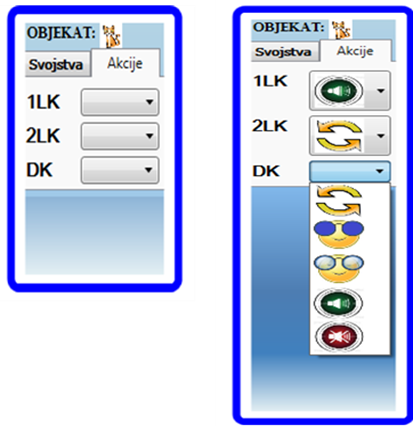 OBJEKAT:
Svojstva Akcije
1LK
2LK
DK
OBJEKAT:
Svojstva Akcije
1LK
2LK
DK